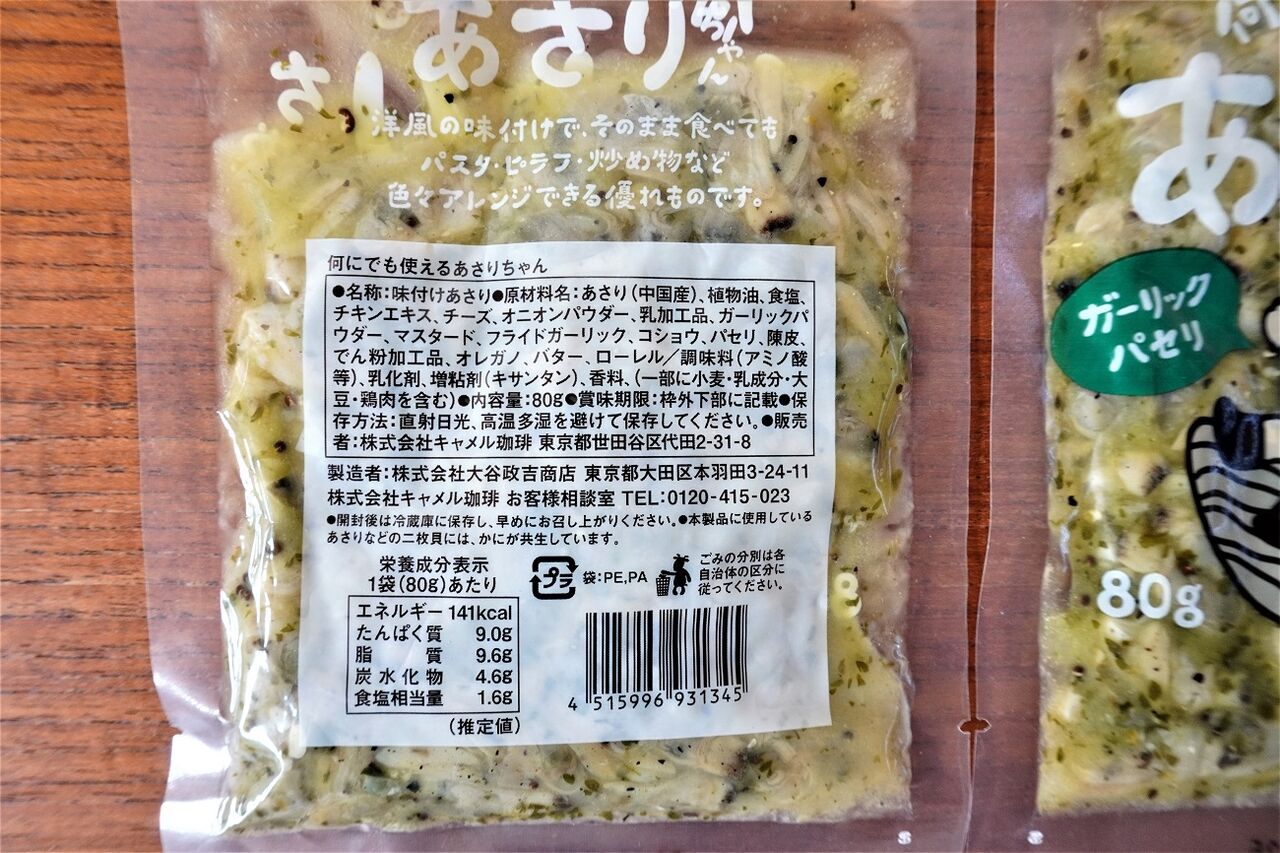 あさりちゃん
洋風の味付けで、そのまま食べても
パスタ・ピラフ・炒め物など
色々アレンジできる優れものです。
何にでも使えるあさりちゃん
●名称：味付けあさり●原材料名：あさり（中国産）、植物油、食塩、
チキンエキス、チーズ、オニオンパウダー、乳加工品、ガーリックパ
ウダー、マスタード、フライドガーリック、コショウ、パセリ、陳皮、
でん粉加工品、オレガノ、バター、ローレル／調味料（アミノ酸
等）、乳化剤、増粘剤（キサンタン）、香料、（一部に小麦・乳成分・大
豆・鶏肉を含む）●内容量：80g●賞味期限：枠外下部に記載●保
存方法：直射日光、高温多湿を避けて保存してください。●販売
者：株式会社キャメル珈琲 東京都世田谷区代田2-31-8
製造者：株式会社大谷政吉商店 東京都大田区本羽田3-24-11
株式会社キャメル珈琲 お客様相談室 TEL：0120-415-023
●開封後は冷蔵庫に保存し、早めにお召し上がりください。●本製品に使用している
あさりなどの二枚貝には、かにが共生しています。
栄養成分表示
1袋（80g）あたり
エネルギー 141kcal
たんぱく質 9.0g
脂質 9.6g
炭水化物 4.6g
食塩相当量 1.6g
（推定値）
プラ
袋：PE,PA
ごみの分別は各
自治体の区分に
従ってください。
4 515996 931345
何
あ
ガーリック
パセリ
80g